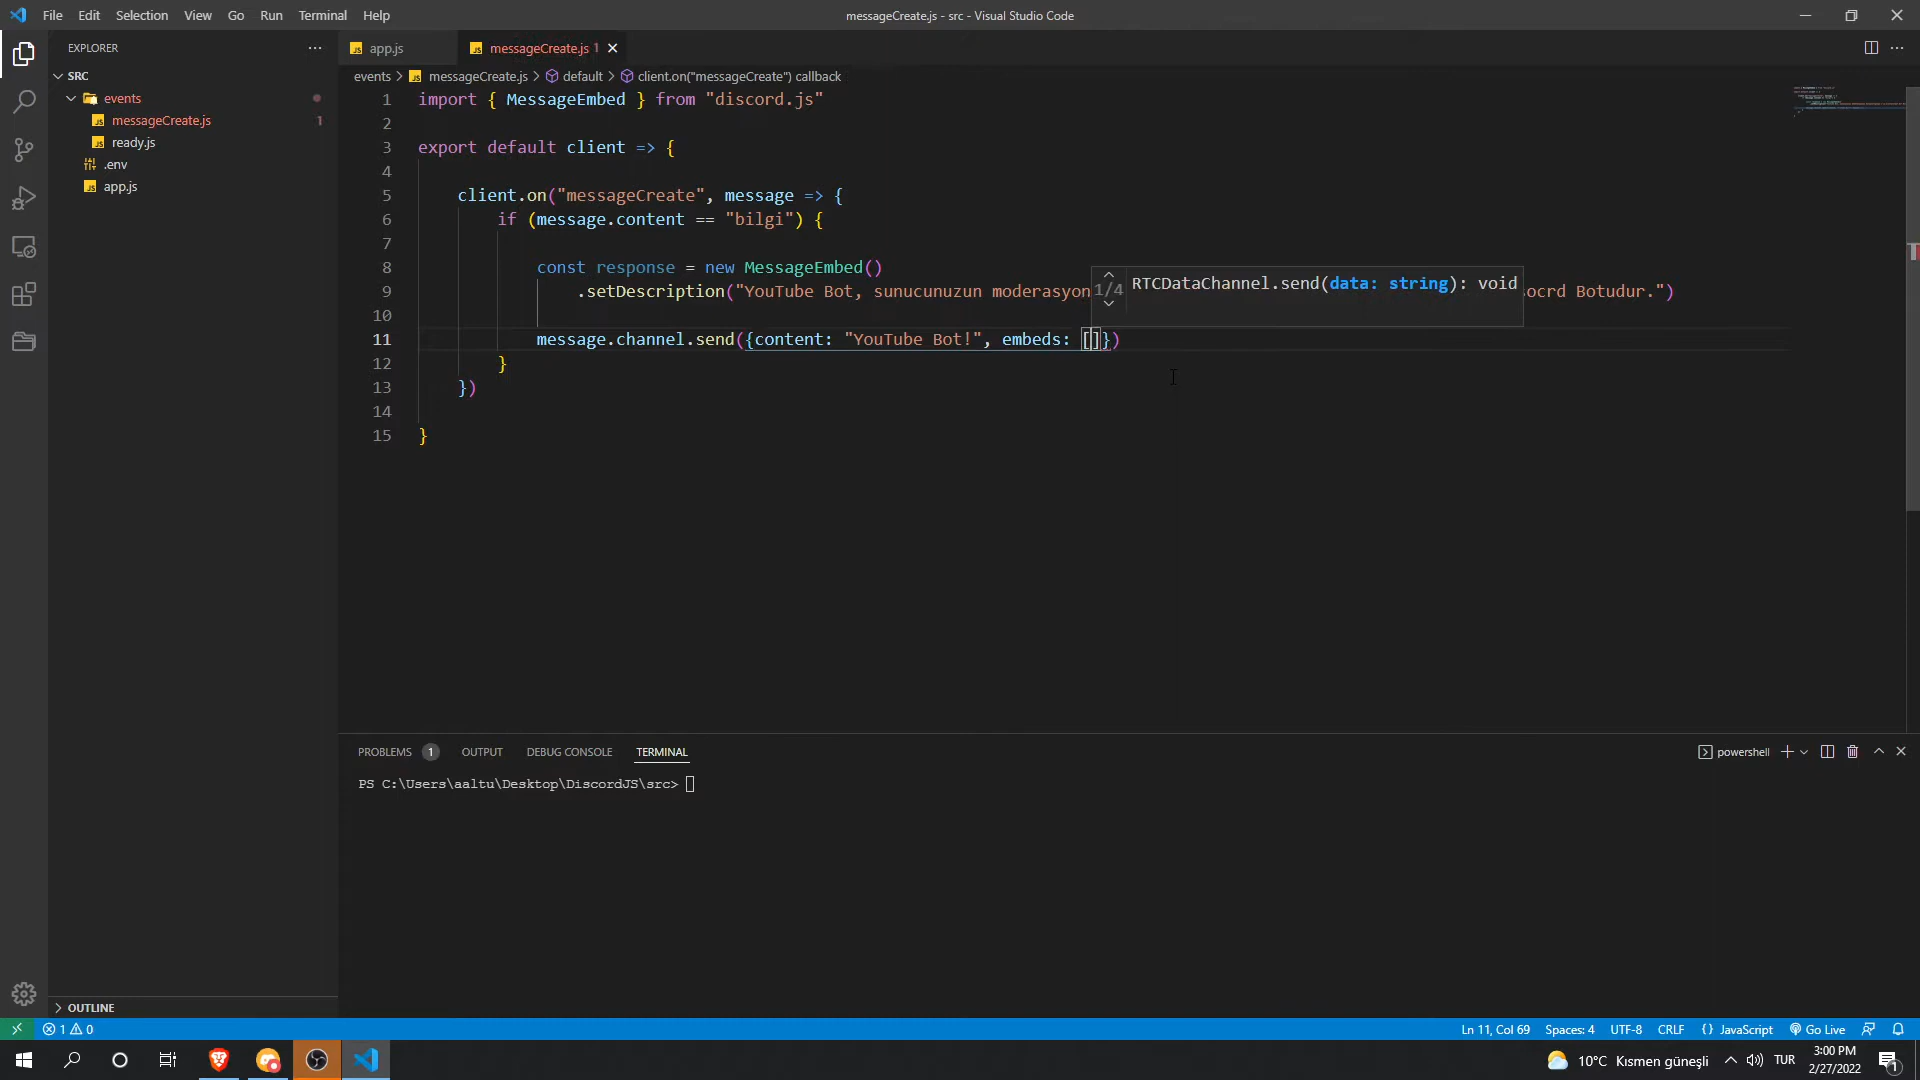 File Edit Selection View Go Run Terminal Help
messageCreate.js - src - Visual Studio Code
EXPLORER
SRC
events
messageCreate.js 1
ready.js
.env
app.js
OUTLINE
app.js
messageCreate.js 1
events > messageCreate.js > default > client.on("messageCreate") callback
1 import { MessageEmbed } from "discord.js"
2
3 export default client => {
4
5 client.on("messageCreate", message => {
6 if (message.content == "bilgi") {
7
8 const response = new MessageEmbed()
9 .setDescription("YouTube Bot, sunucunuzun moderasyon
1/4 RTCDataChannel.send(data: string): void
socrd Botudur.")
10
11 message.channel.send({content: "YouTube Bot!", embeds: []})
12 }
13 })
14
15 }
PROBLEMS 1 OUTPUT DEBUG CONSOLE TERMINAL
powershell
PS C:\Users\aaltu\Desktop\DiscordJS\src>
1 0
Ln 11, Col 69 Spaces: 4 UTF-8 CRLF {} JavaScript Go Live
10°C Kısmen güneşli TUR
3:00 PM
2/27/2022
1